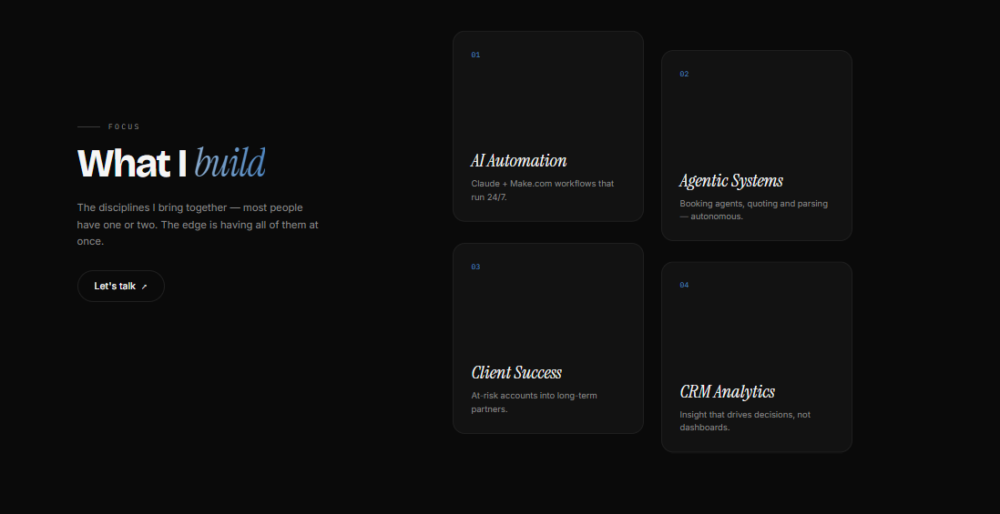 FOCUS
What I build
The disciplines I bring together — most people
have one or two. The edge is having all of them at
once.
Let's talk ↗
01
AI Automation
Claude + Make.com workflows that
run 24/7.
02
Agentic Systems
Booking agents, quoting and parsing
— autonomous.
03
Client Success
At-risk accounts into long-term
partners.
04
CRM Analytics
Insight that drives decisions, not
dashboards.